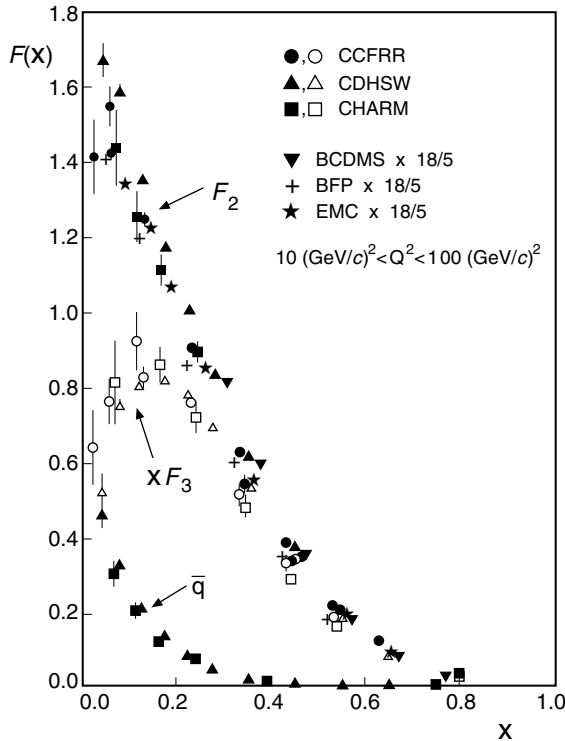 F(x)
1.8
1.6
1.4
1.2
1.0
0.8
0.6
0.4
0.2
0.0
●,○ CCFRR
▲,△ CDHSW
■,□ CHARM
▼ BCDMS x 18/5
+ BFP x 18/5
★ EMC x 18/5
10 (GeV/c)²<Q²<100 (GeV/c)²
F₂
xF₃
q̅
0.0 0.2 0.4 0.6 0.8 1.0
x